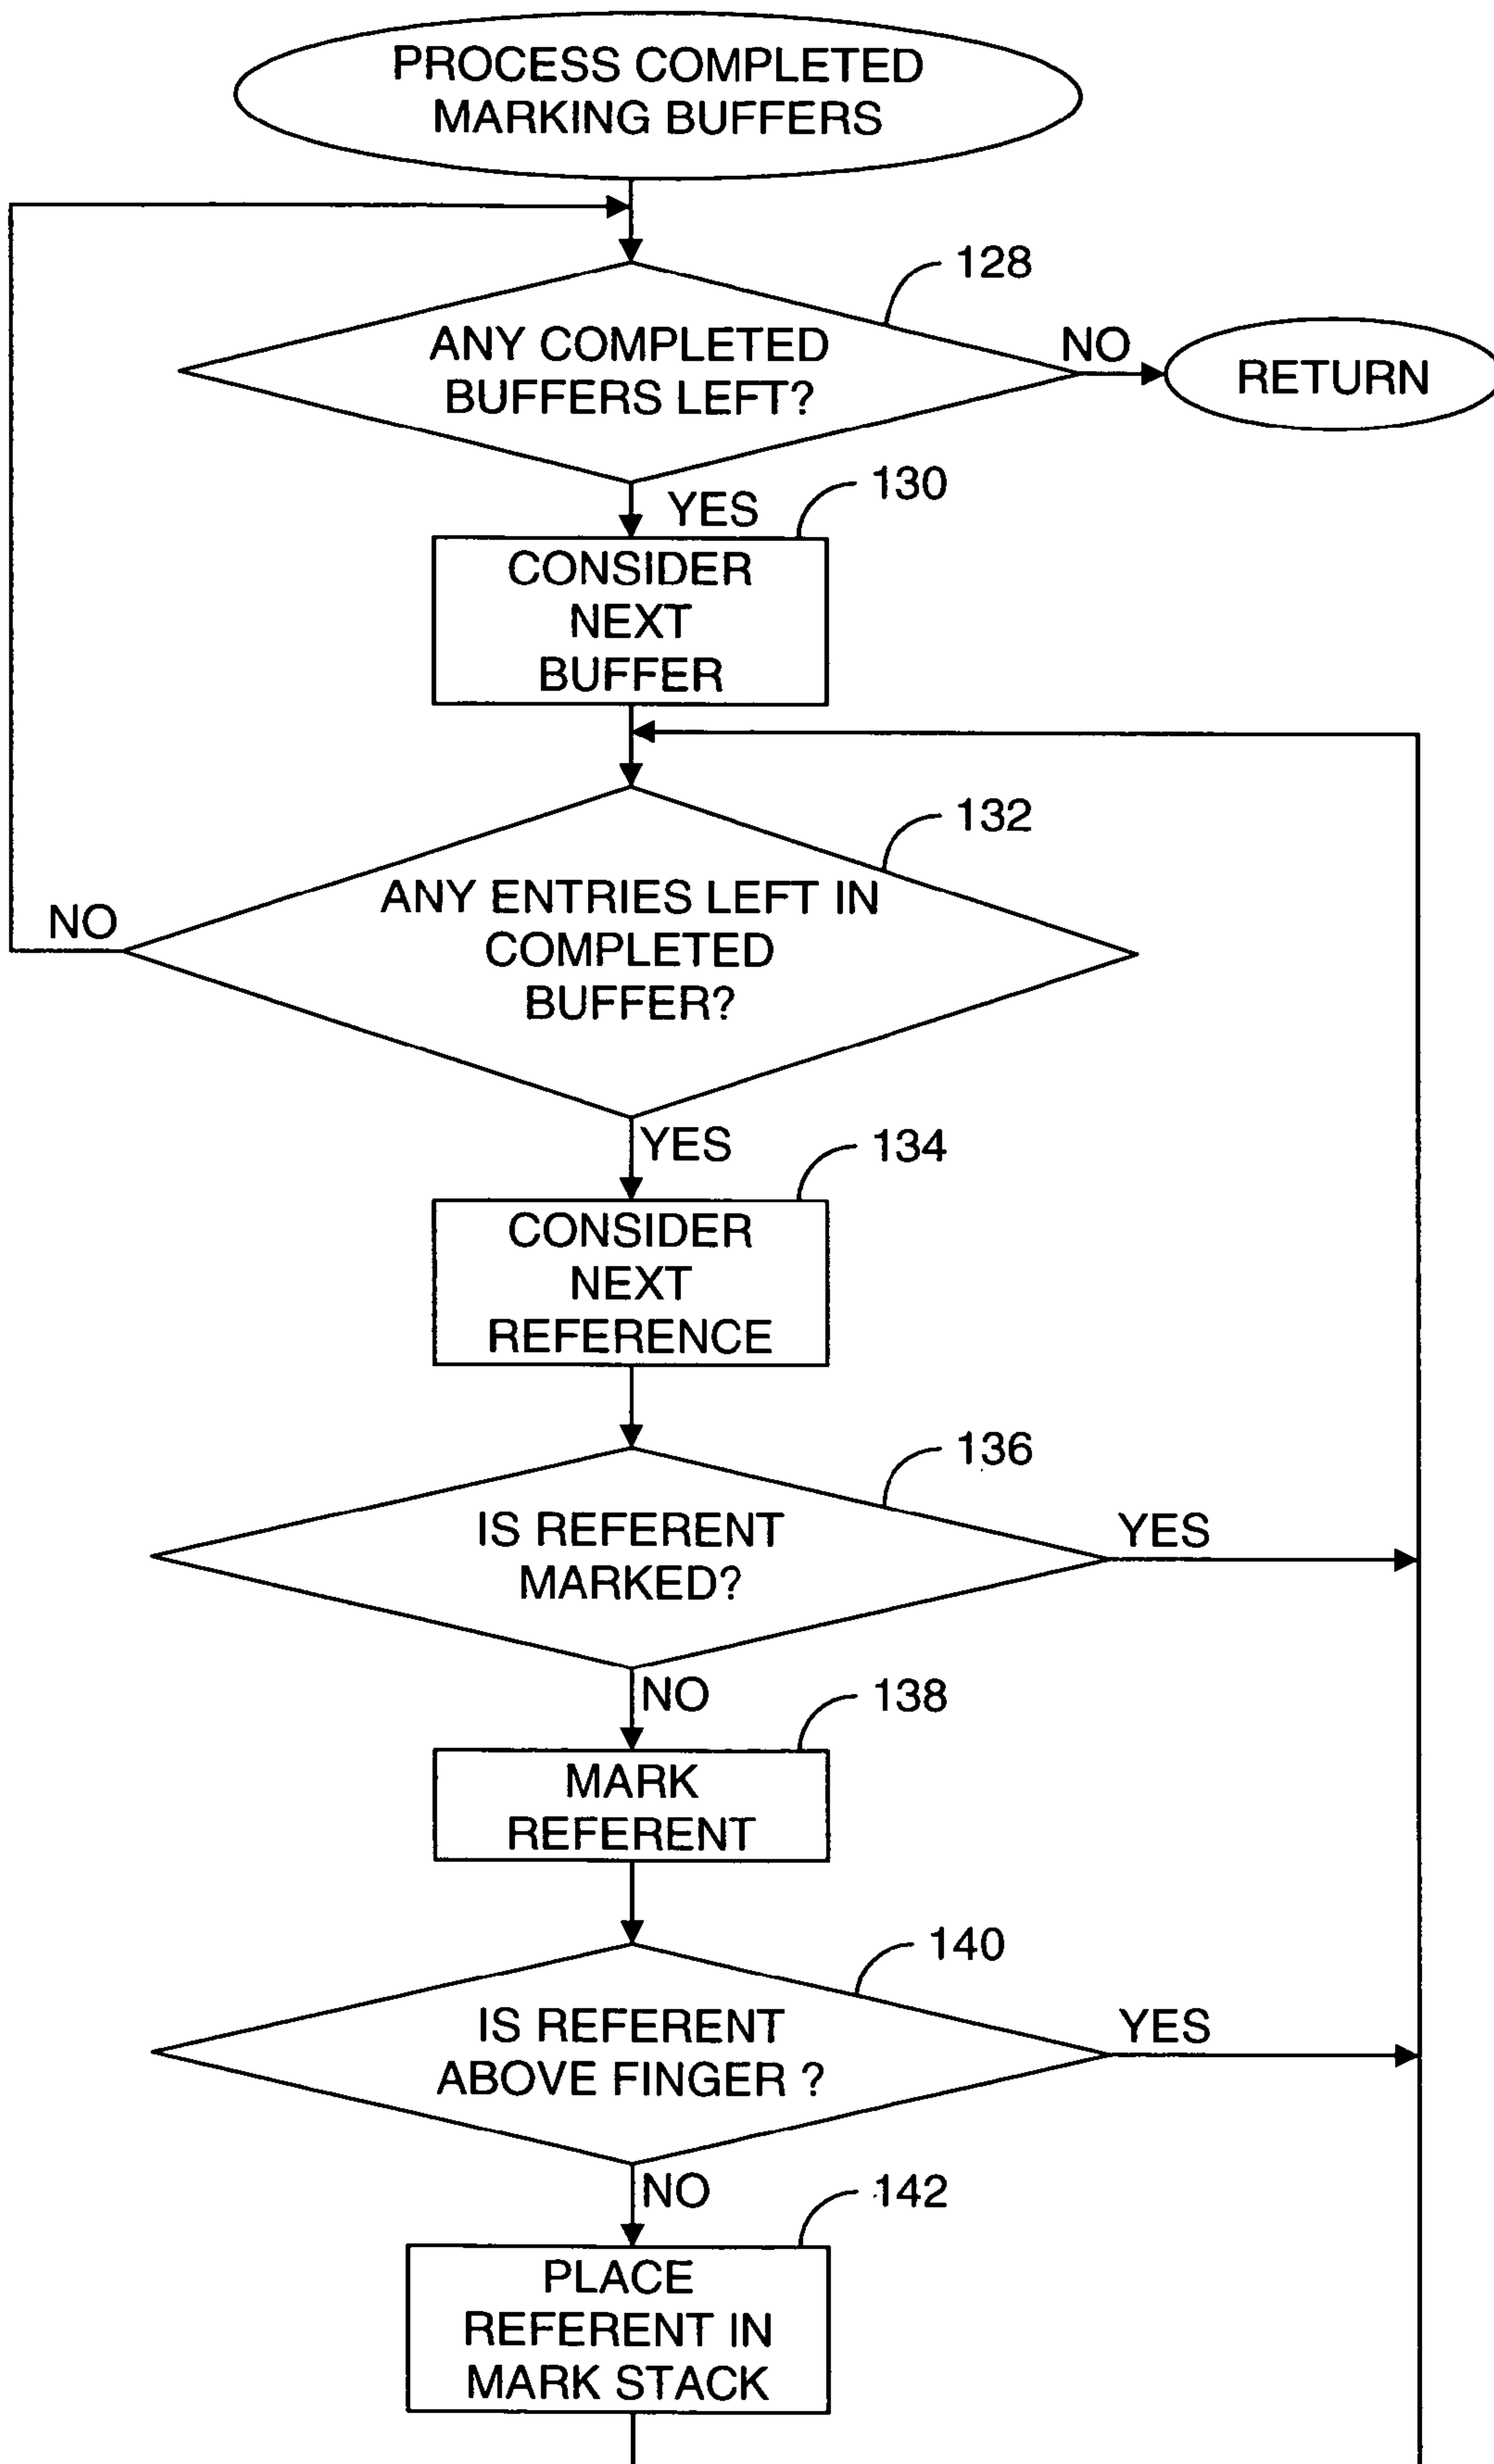 PROCESS COMPLETED
MARKING BUFFERS
128
ANY COMPLETED
BUFFERS LEFT?
NO
RETURN
YES
130
CONSIDER
NEXT
BUFFER
132
ANY ENTRIES LEFT IN
COMPLETED
BUFFER?
NO
YES
134
CONSIDER
NEXT
REFERENCE
136
IS REFERENT
MARKED?
YES
NO
138
MARK
REFERENT
140
IS REFERENT
ABOVE FINGER ?
YES
NO
142
PLACE
REFERENT IN
MARK STACK